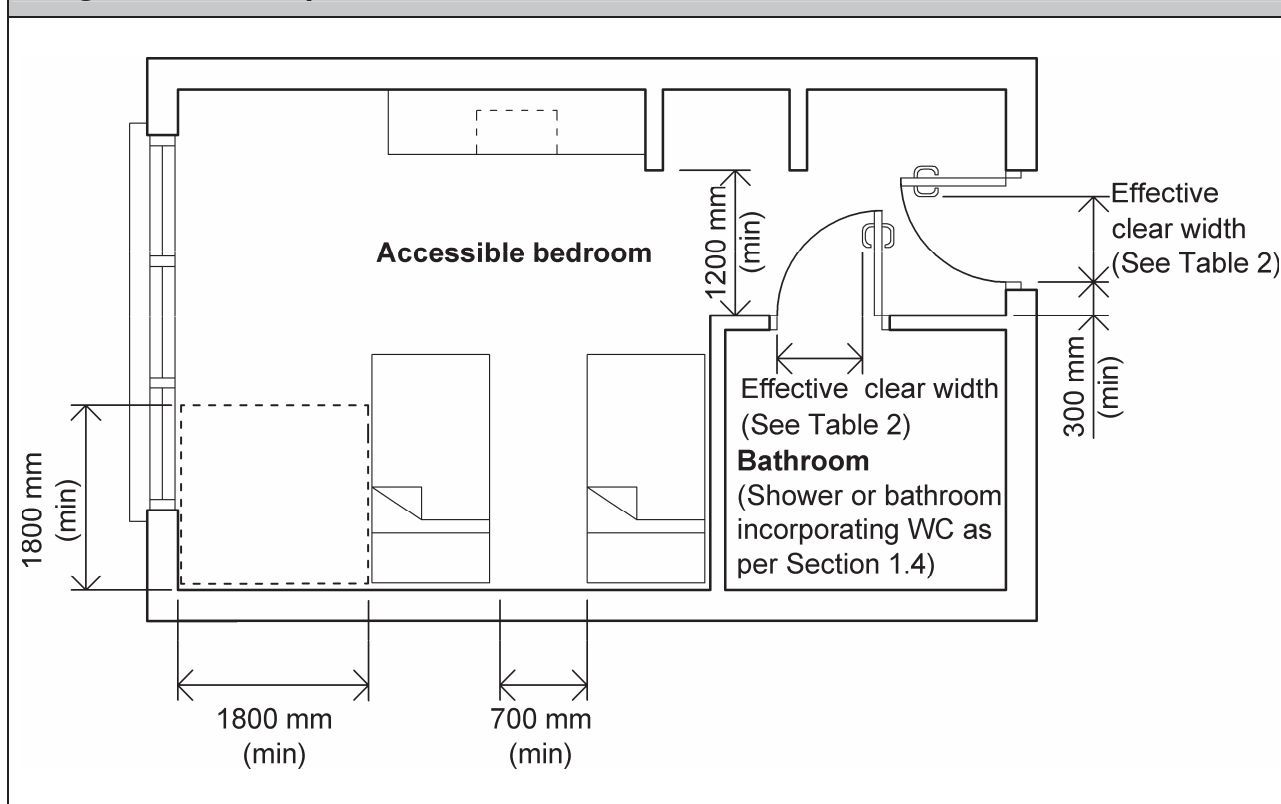 Effective
clear width
(See Table 2)
1200 mm
(min)
Accessible bedroom
300 mm
(min)
Effective clear width
(See Table 2)
Bathroom
(Shower or bathroom
incorporating WC as
per Section 1.4)
1800 mm
(min)
1800 mm
(min)
700 mm
(min)